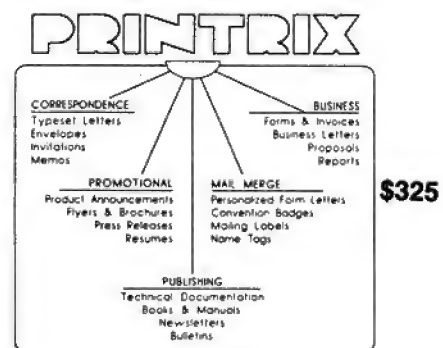 PRINTRIX
CORRESPONDENCE
Typeset Letters
Envelopes
Invitations
Memos
BUSINESS
Forms & Invoices
Business Letters
Proposals
Reports
PROMOTIONAL
Product Announcements
Flyers & Brochures
Press Releases
Resumes
MAIL MERGE
Personalized Form Letters
Convention Badges
Mailing Labels
Name Tags
$325
PUBLISHING
Technical Documentation
Books & Manuals
Newsletters
Bulletins